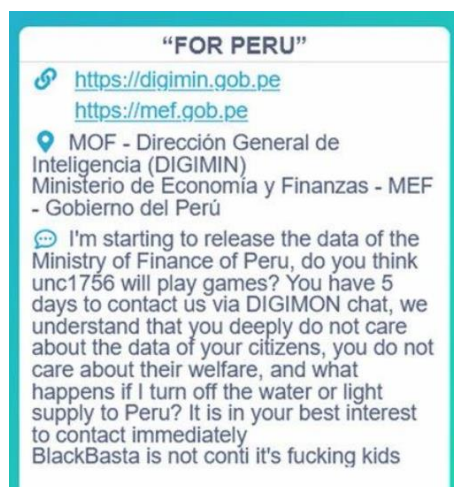 “FOR PERU”
https://digimin.gob.pe
https://mef.gob.pe
MOF - Dirección General de
Inteligencia (DIGIMIN)
Ministerio de Economía y Finanzas - MEF
- Gobierno del Perú
I'm starting to release the data of the
Ministry of Finance of Peru, do you think
unc1756 will play games? You have 5
days to contact us via DIGIMON chat, we
understand that you deeply do not care
about the data of your citizens, you do not
care about their welfare, and what
happens if I turn off the water or light
supply to Peru? It is in your best interest
to contact immediately
BlackBasta is not conti it's fucking kids